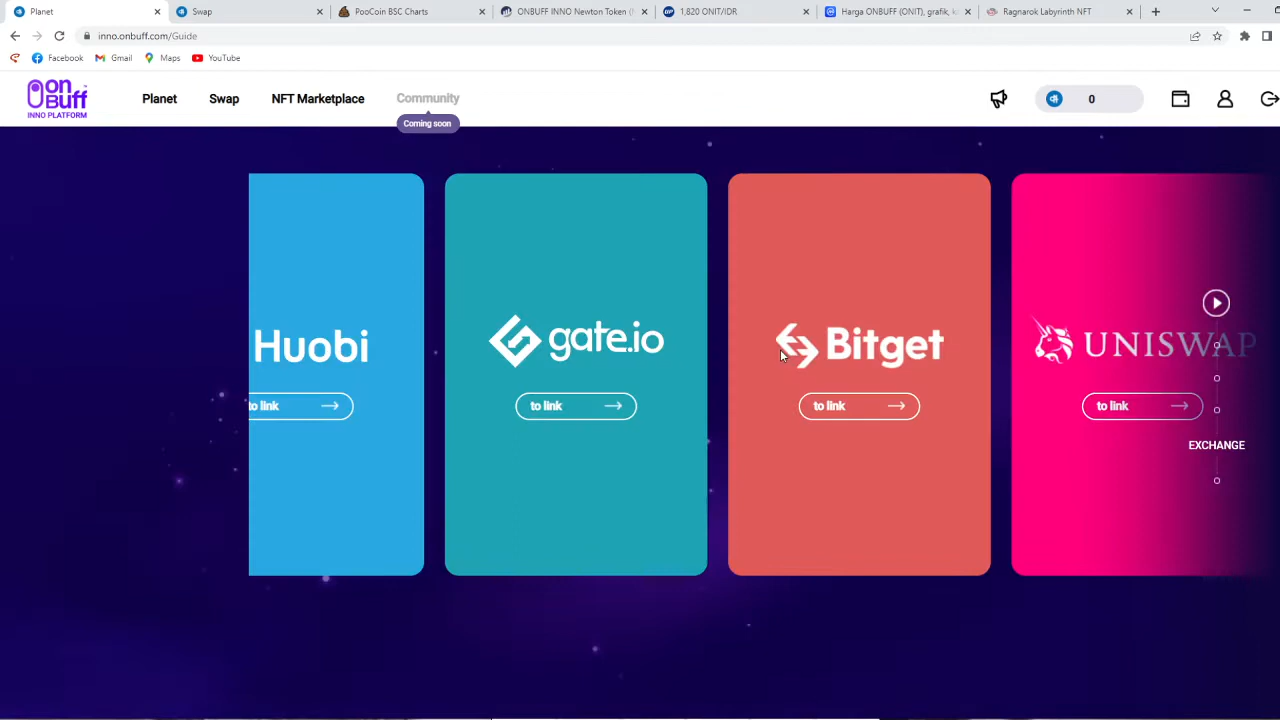 Planet
Swap
PooCoin BSC Charts
ONBUFF INNO Newton Token (
1,820 ONIT/IDR
Harga ONBUFF (ONIT), grafik, k
Ragnarok Labyrinth NFT
inno.onbuff.com/Guide
Facebook
Gmail
Maps
YouTube
on
Buff
INNO PLATFORM
Planet
Swap
NFT Marketplace
Community
Coming soon
0
Huobi
to link
gate.io
to link
Bitget
to link
UNISWAP
to link
EXCHANGE